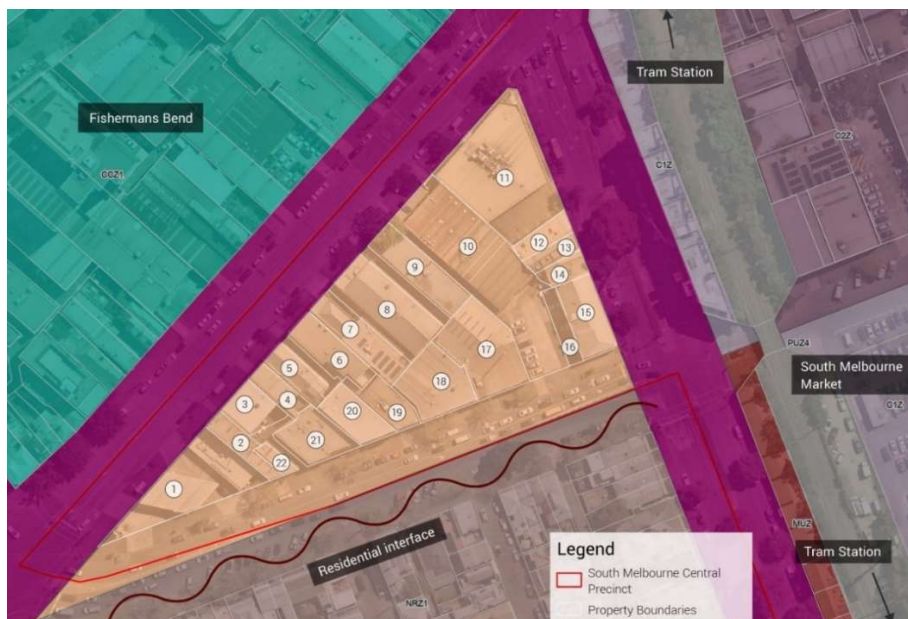 Tram Station
Fishermans Bend
C1Z
C2Z
CCZ1
11
10
12
13
9
14
8
15
7
17
16
PUZ4
South Melbourne
Market
6
5
18
C1Z
4
3
20
19
2
21
22
1
MUZ
Residential interface
Tram Station
Legend
South Melbourne Central
Precinct
Property Boundaries
NRZ1